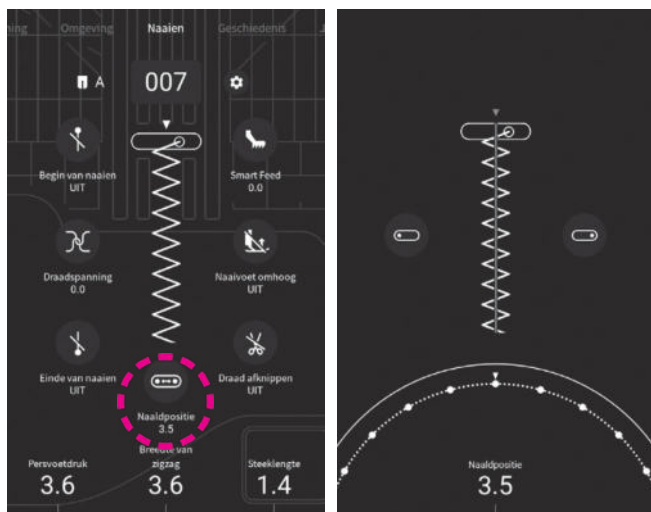 Omgeving Naaien Geschiedenis
A 007
Begin van naaien
UIT
Smart Feed
0.0
Draadspanning
0.0
Naaivoet omhoog
UIT
Einde van naaien
UIT
Draad afknippen
UIT
Naaldpositie
3.5
Persvoetdruk
3.6
Breedte van
zigzag
3.6
Steeklengte
1.4
Naaldpositie
3.5